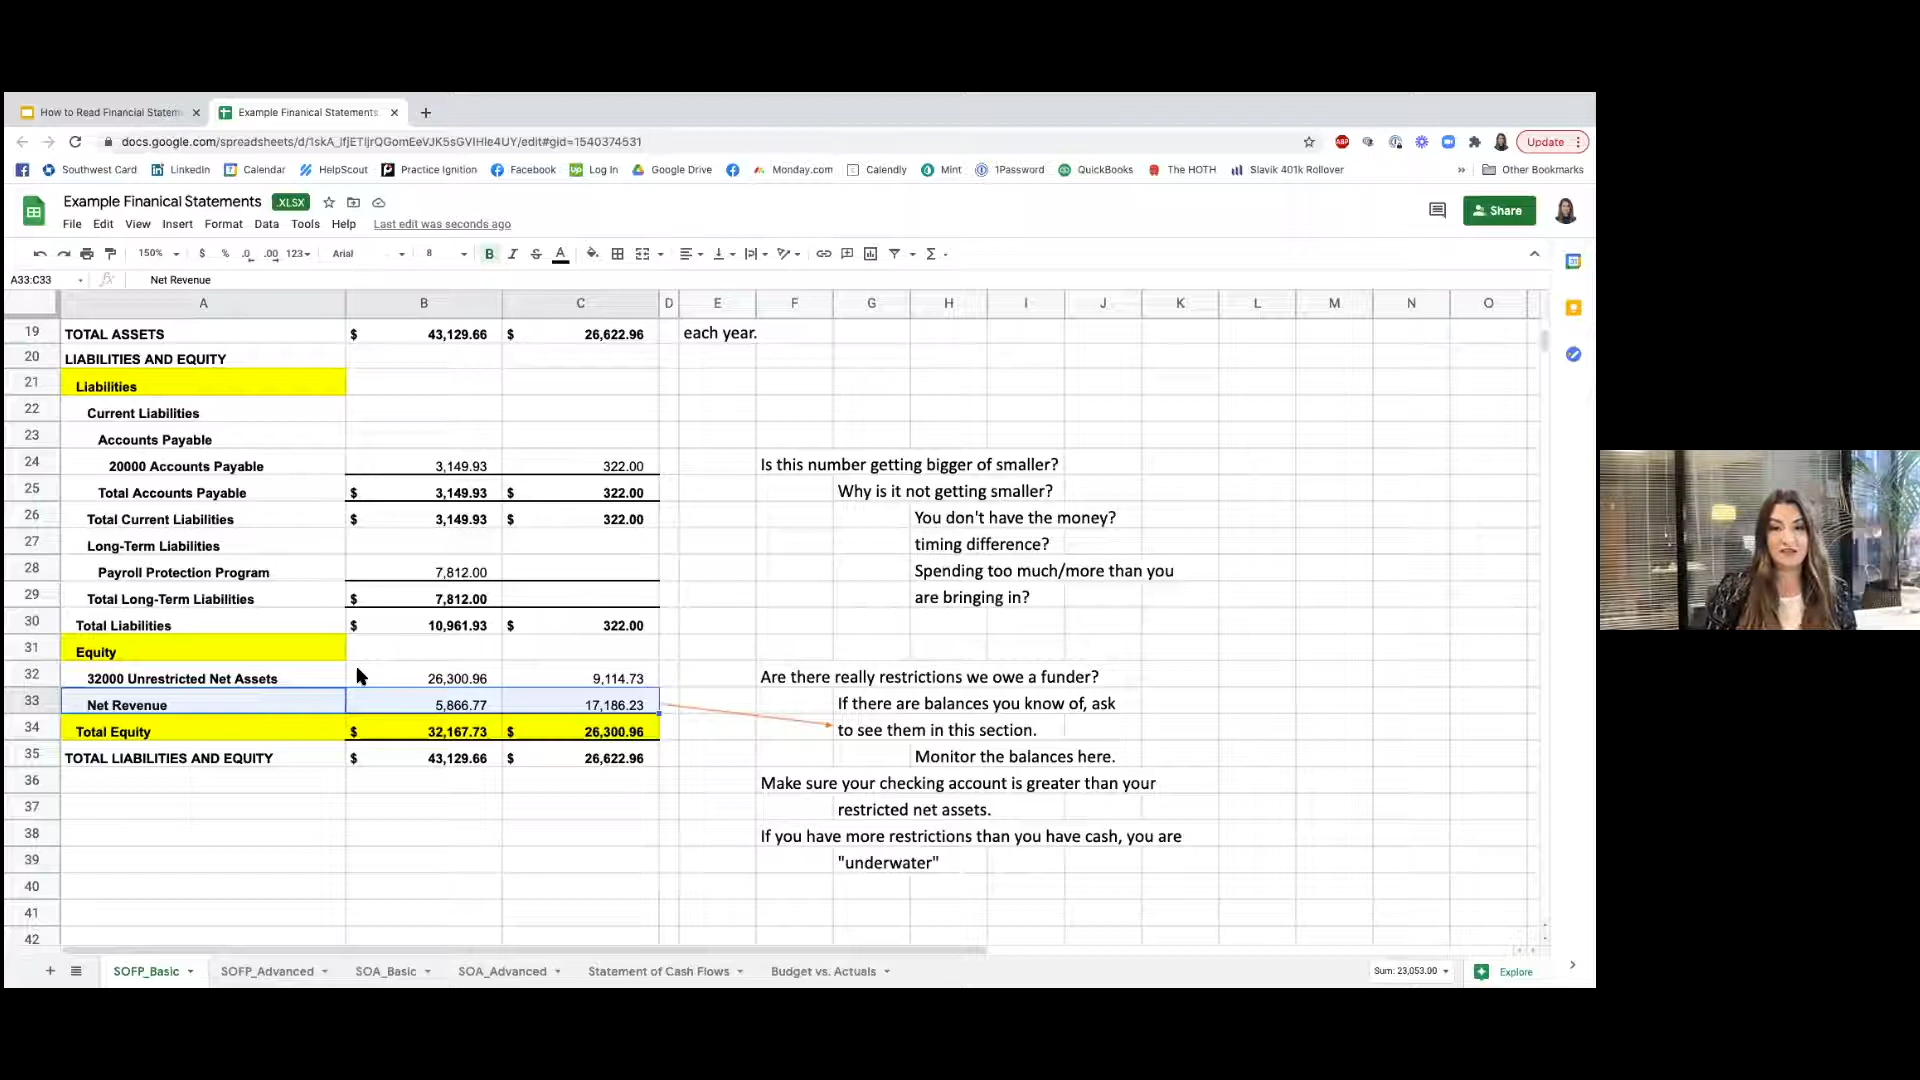 How to Read Financial Statem
Example Finanical Statements
docs.google.com/spreadsheets/d/1skA_IfjETIjrQGomEeVJK5sGVIHle4UY/edit#gid=1540374531
Update
Southwest Card LinkedIn Calendar HelpScout Practice Ignition Facebook Log In Google Drive Monday.com Calendly Mint 1Password QuickBooks The HOTH Slavik 401k Rollover » Other Bookmarks
Example Finanical Statements .XLSX
Share
File Edit View Insert Format Data Tools Help Last edit was seconds ago
150% $ % .0 .00 123 Arial 8 B I S A
A33:C33 fx Net Revenue
A B C D E F G H I J K L M N O
19 TOTAL ASSETS $ 43,129.66 $ 26,622.96 each year.
20 LIABILITIES AND EQUITY
21 Liabilities
22 Current Liabilities
23 Accounts Payable
24 20000 Accounts Payable 3,149.93 322.00 Is this number getting bigger of smaller?
25 Total Accounts Payable $ 3,149.93 $ 322.00 Why is it not getting smaller?
26 Total Current Liabilities $ 3,149.93 $ 322.00 You don't have the money?
27 Long-Term Liabilities timing difference?
28 Payroll Protection Program 7,812.00 Spending too much/more than you
29 Total Long-Term Liabilities $ 7,812.00 are bringing in?
30 Total Liabilities $ 10,961.93 $ 322.00
31 Equity
32 32000 Unrestricted Net Assets 26,300.96 9,114.73 Are there really restrictions we owe a funder?
33 Net Revenue 5,866.77 17,186.23 If there are balances you know of, ask
34 Total Equity $ 32,167.73 $ 26,300.96 to see them in this section.
35 TOTAL LIABILITIES AND EQUITY $ 43,129.66 $ 26,622.96 Monitor the balances here.
36 Make sure your checking account is greater than your
37 restricted net assets.
38 If you have more restrictions than you have cash, you are
39 "underwater"
40
41
42
SOFP_Basic SOFP_Advanced SOA_Basic SOA_Advanced Statement of Cash Flows Budget vs. Actuals Sum: 23,053.00 Explore